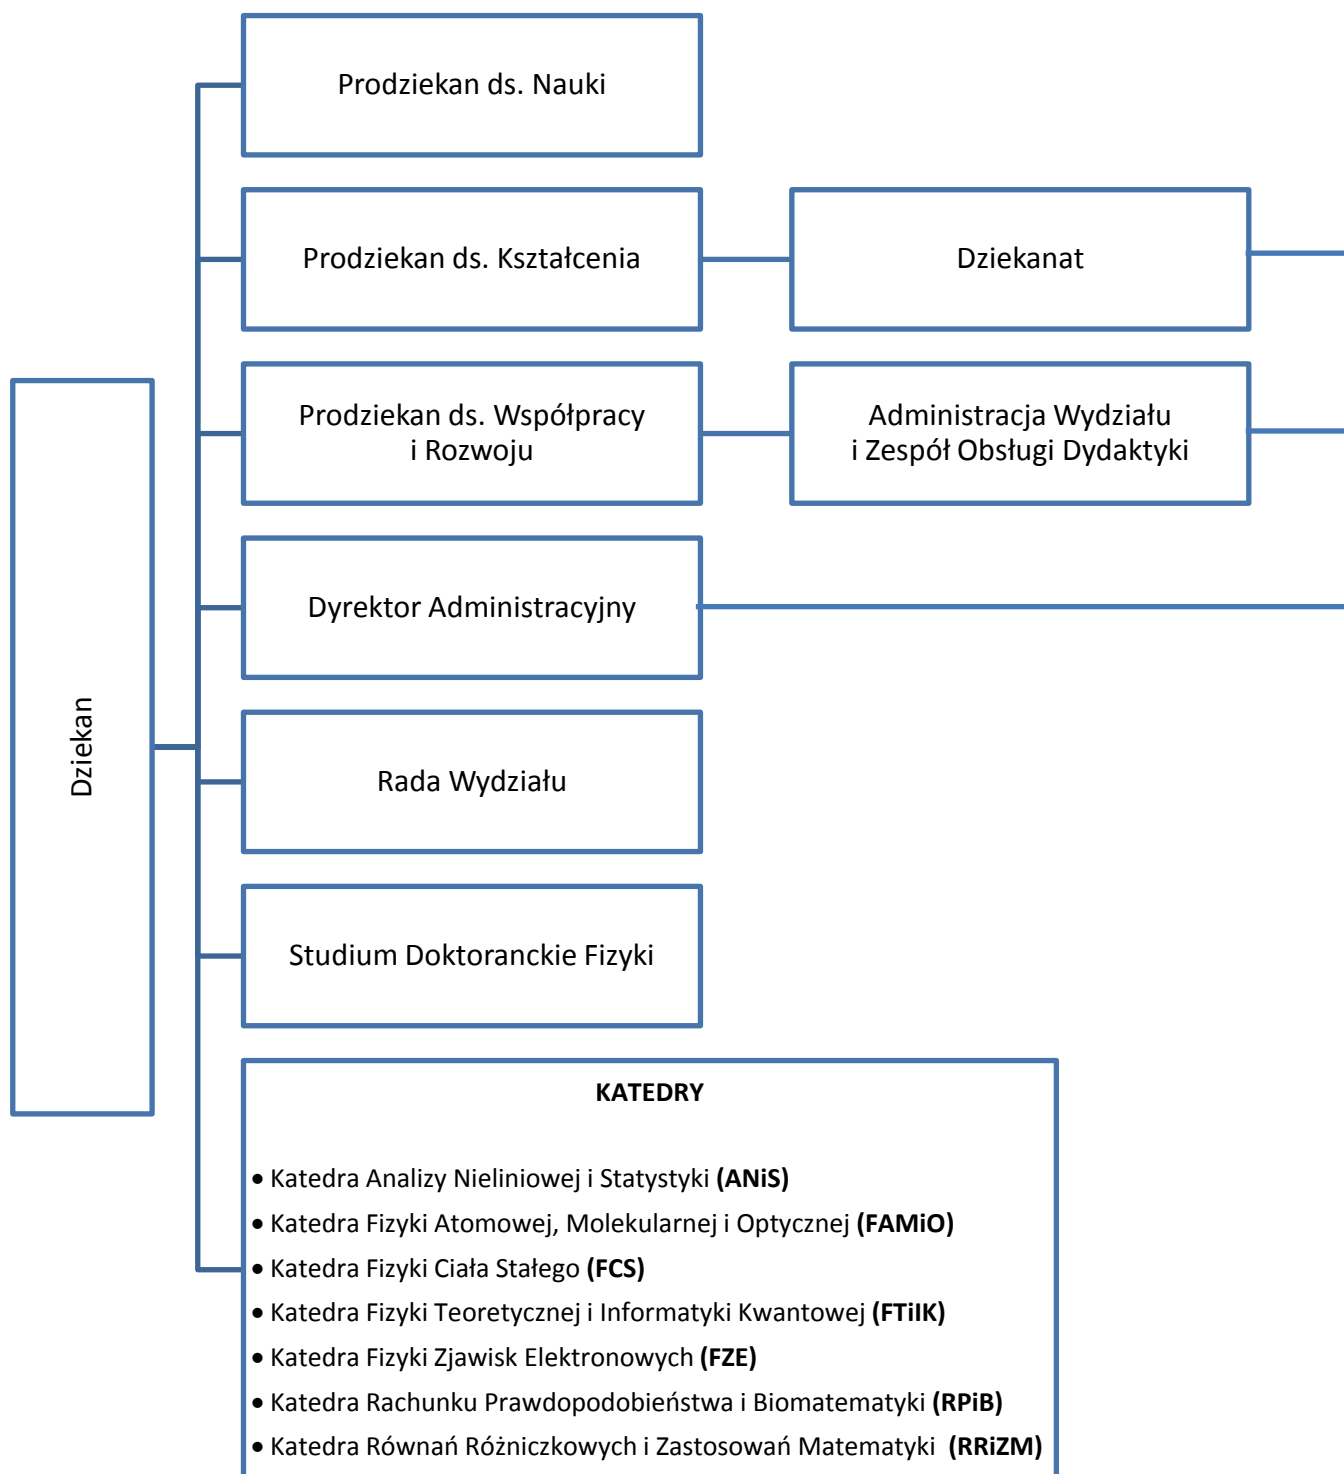 Prodziekan ds. Nauki
Prodziekan ds. Kształcenia
Dziekanat
Prodziekan ds. Współpracy
i Rozwoju
Administracja Wydziału
i Zespół Obsługi Dydaktyki
Dyrektor Administracyjny
Dziekan
Rada Wydziału
Studium Doktoranckie Fizyki
KATEDRY
• Katedra Analizy Nieliniowej i Statystyki (ANiS)
• Katedra Fizyki Atomowej, Molekularnej i Optycznej (FAMiO)
• Katedra Fizyki Ciała Stałego (FCS)
• Katedra Fizyki Teoretycznej i Informatyki Kwantowej (FTiIK)
• Katedra Fizyki Zjawisk Elektronowych (FZE)
• Katedra Rachunku Prawdopodobieństwa i Biomatematyki (RPiB)
• Katedra Równań Różniczkowych i Zastosowań Matematyki (RRiZM)